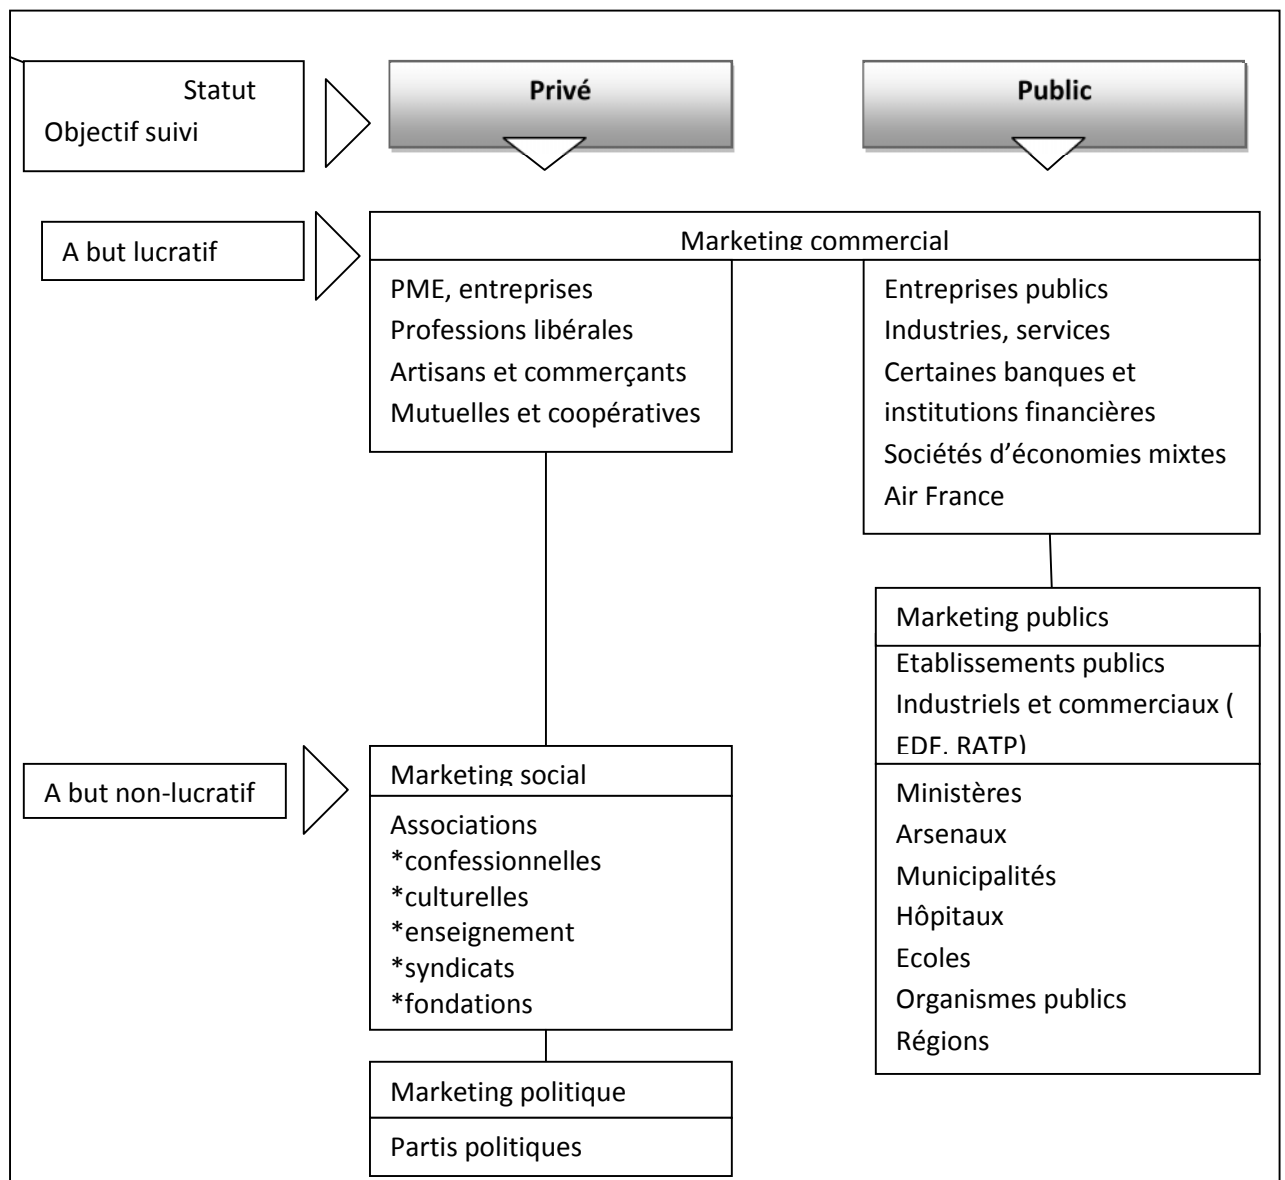 Statut
Objectif suivi
Privé
Public
A but lucratif
Marketing commercial
PME, entreprises
Professions libérales
Artisans et commerçants
Mutuelles et coopératives
Entreprises publics
Industries, services
Certaines banques et
institutions financières
Sociétés d’économies mixtes
Air France
Marketing publics
Etablissements publics
Industriels et commerciaux (
EDF, RATP)
A but non-lucratif
Marketing social
Associations
*confessionnelles
*culturelles
*enseignement
*syndicats
*fondations
Ministères
Arsenaux
Municipalités
Hôpitaux
Ecoles
Organismes publics
Régions
Marketing politique
Partis politiques